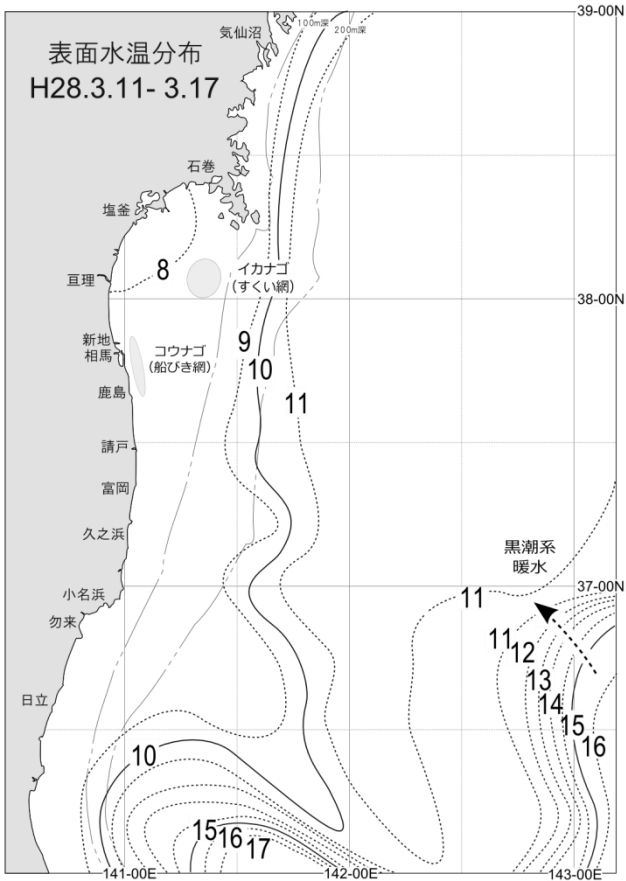 39-00N
気仙沼
100m深
200m深
表面水温分布
H28.3.11- 3.17
石巻
塩釜
8
亘理
イカナゴ
(すくい網)
38-00N
新地
相馬
コウナゴ
(船びき網)
9
10
11
鹿島
請戸
富岡
久之浜
黒潮系
暖水
37-00N
小名浜
11
勿来
11
12
13
日立
14
15
16
10
15
16
17
141-00E
142-00E
143-00E